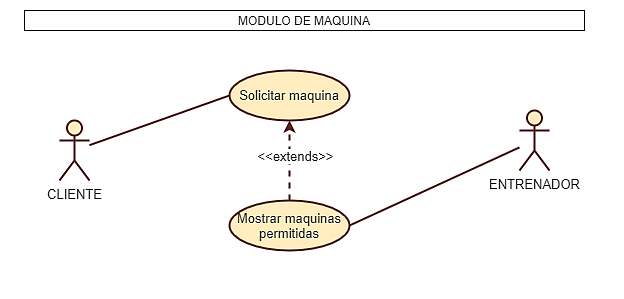 MODULO DE MAQUINA
Solicitar maquina
<<extends>>
CLIENTE
ENTRENADOR
Mostrar maquinas
permitidas